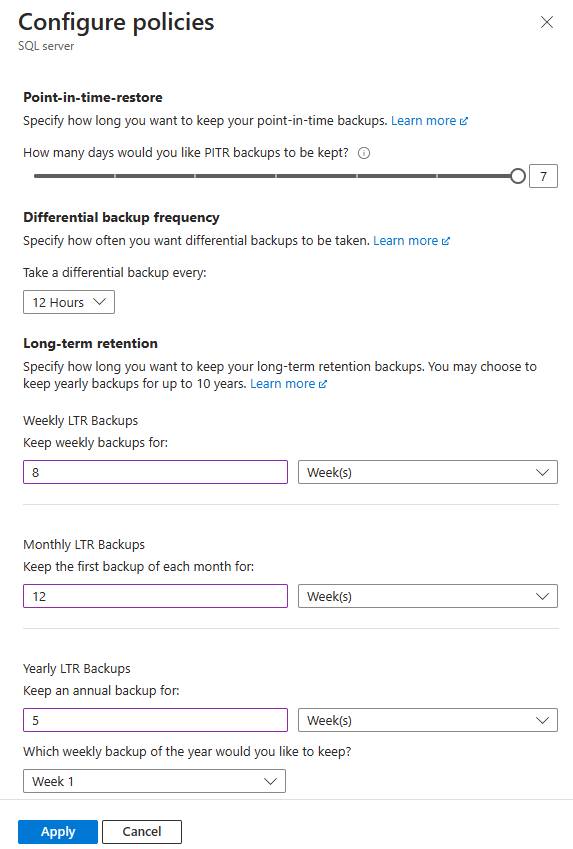 Configure policies
SQL server
Point-in-time-restore
Specify how long you want to keep your point-in-time backups. Learn more
How many days would you like PITR backups to be kept?
7
Differential backup frequency
Specify how often you want differential backups to be taken. Learn more
Take a differential backup every:
12 Hours
Long-term retention
Specify how long you want to keep your long-term retention backups. You may choose to
keep yearly backups for up to 10 years. Learn more
Weekly LTR Backups
Keep weekly backups for:
8 Week(s)
Monthly LTR Backups
Keep the first backup of each month for:
12 Week(s)
Yearly LTR Backups
Keep an annual backup for:
5 Week(s)
Which weekly backup of the year would you like to keep?
Week 1
Apply Cancel